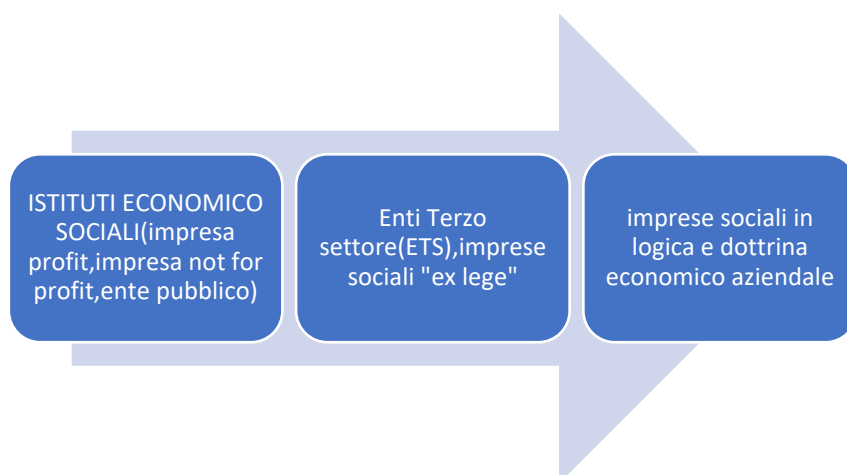 ISTITUTI ECONOMICO
SOCIALI(impresa
profit,impresa not for
profit,ente pubblico)
Enti Terzo
settore(ETS),imprese
sociali "ex lege"
imprese sociali in
logica e dottrina
economico aziendale